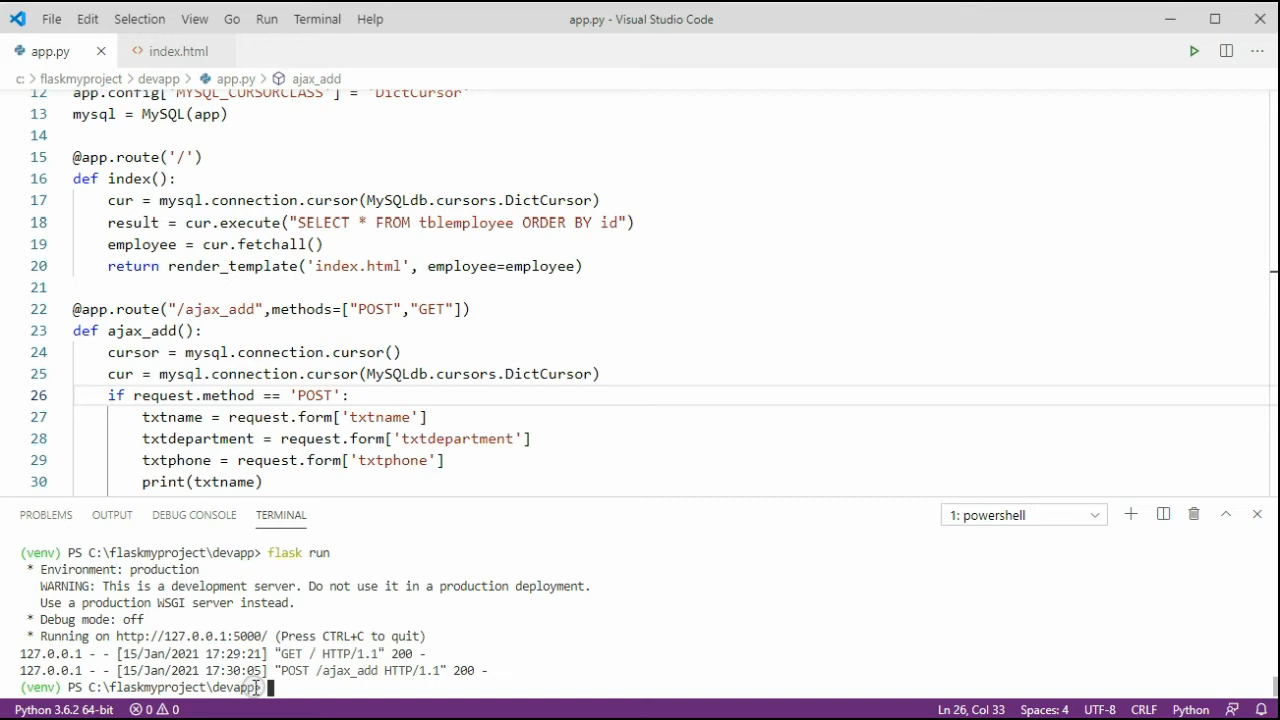 File Edit Selection View Go Run Terminal Help app.py - Visual Studio Code
app.py index.html
c: > flaskmyproject > devapp > app.py > ajax_add
12 app.config['MYSQL_CURSORCLASS'] = 'DictCursor'
13 mysql = MySQL(app)
14
15 @app.route('/')
16 def index():
17 cur = mysql.connection.cursor(MySQLdb.cursors.DictCursor)
18 result = cur.execute("SELECT * FROM tblemployee ORDER BY id")
19 employee = cur.fetchall()
20 return render_template('index.html', employee=employee)
21
22 @app.route("/ajax_add",methods=["POST","GET"])
23 def ajax_add():
24 cursor = mysql.connection.cursor()
25 cur = mysql.connection.cursor(MySQLdb.cursors.DictCursor)
26 if request.method == 'POST':
27 txtname = request.form['txtname']
28 txtdepartment = request.form['txtdepartment']
29 txtphone = request.form['txtphone']
30 print(txtname)
PROBLEMS OUTPUT DEBUG CONSOLE TERMINAL 1: powershell
(venv) PS C:\flaskmyproject\devapp> flask run
* Environment: production
WARNING: This is a development server. Do not use it in a production deployment.
Use a production WSGI server instead.
* Debug mode: off
* Running on http://127.0.0.1:5000/ (Press CTRL+C to quit)
127.0.0.1 - - [15/Jan/2021 17:29:21] "GET / HTTP/1.1" 200 -
127.0.0.1 - - [15/Jan/2021 17:30:05] "POST /ajax_add HTTP/1.1" 200 -
(venv) PS C:\flaskmyproject\devapp>
Python 3.6.2 64-bit 0 0 Ln 26, Col 33 Spaces: 4 UTF-8 CRLF Python